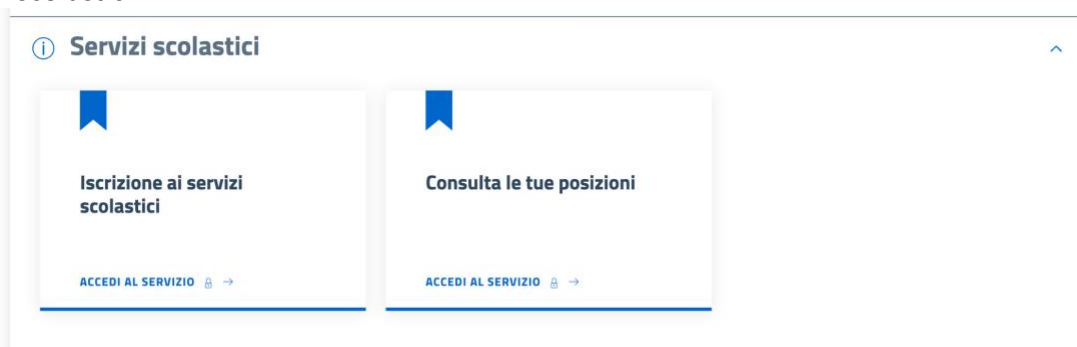 Servizi scolastici
Iscrizione ai servizi
scolastici
Consulta le tue posizioni
ACCEDI AL SERVIZIO
ACCEDI AL SERVIZIO